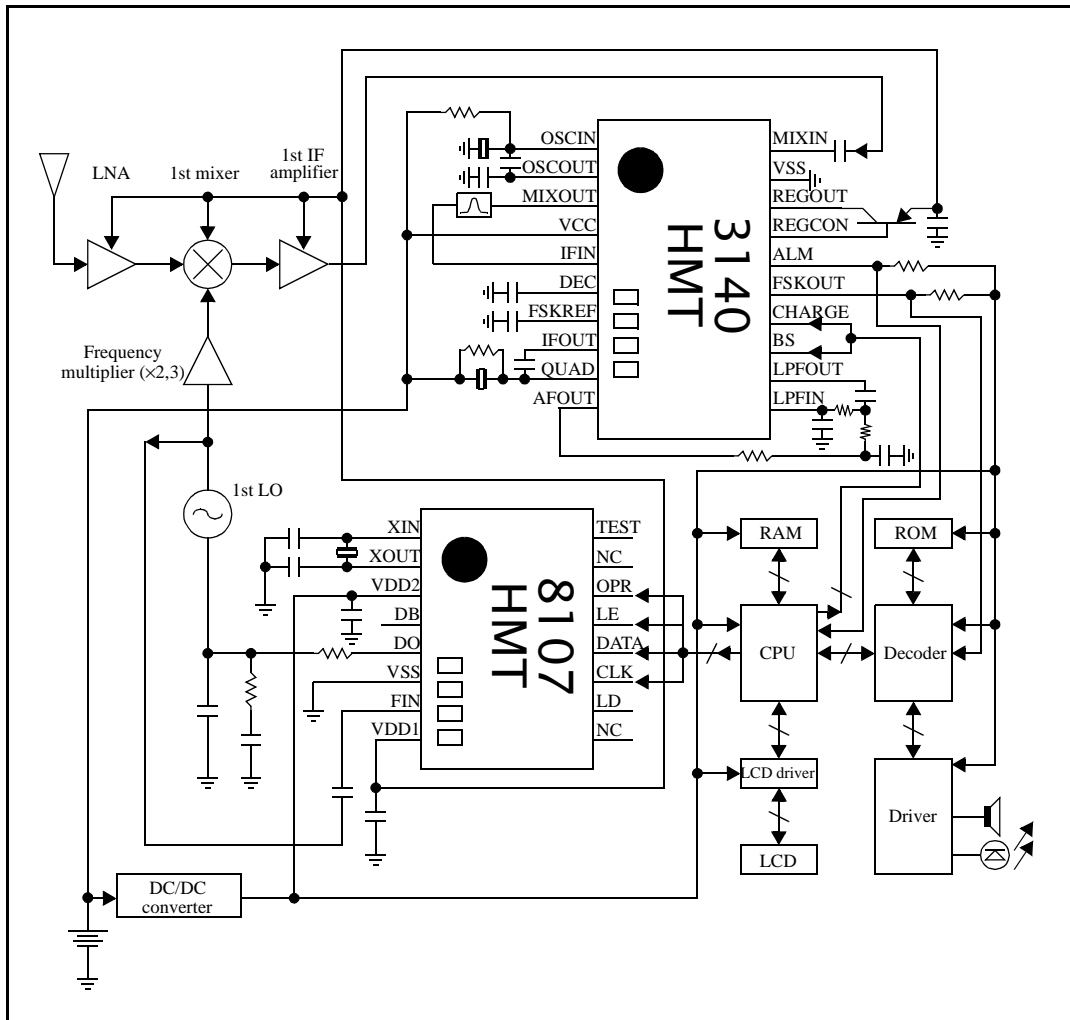 LNA
1st mixer
1st IF
amplifier
Frequency
multiplier (×2,3)
1st LO
OSCIN
OSCOUT
MIXOUT
VCC
IFIN
DEC
FSKREF
IFOUT
QUAD
AFOUT
3140
HMT
MIXIN
VSS
REGOUT
REGCON
ALM
FSKOUT
CHARGE
BS
LPFOUT
LPFIN
XIN
XOUT
VDD2
DB
DO
VSS
FIN
VDD1
8107
HMT
TEST
NC
OPR
LE
DATA
CLK
LD
NC
RAM
ROM
CPU
Decoder
LCD driver
Driver
LCD
DC/DC
converter